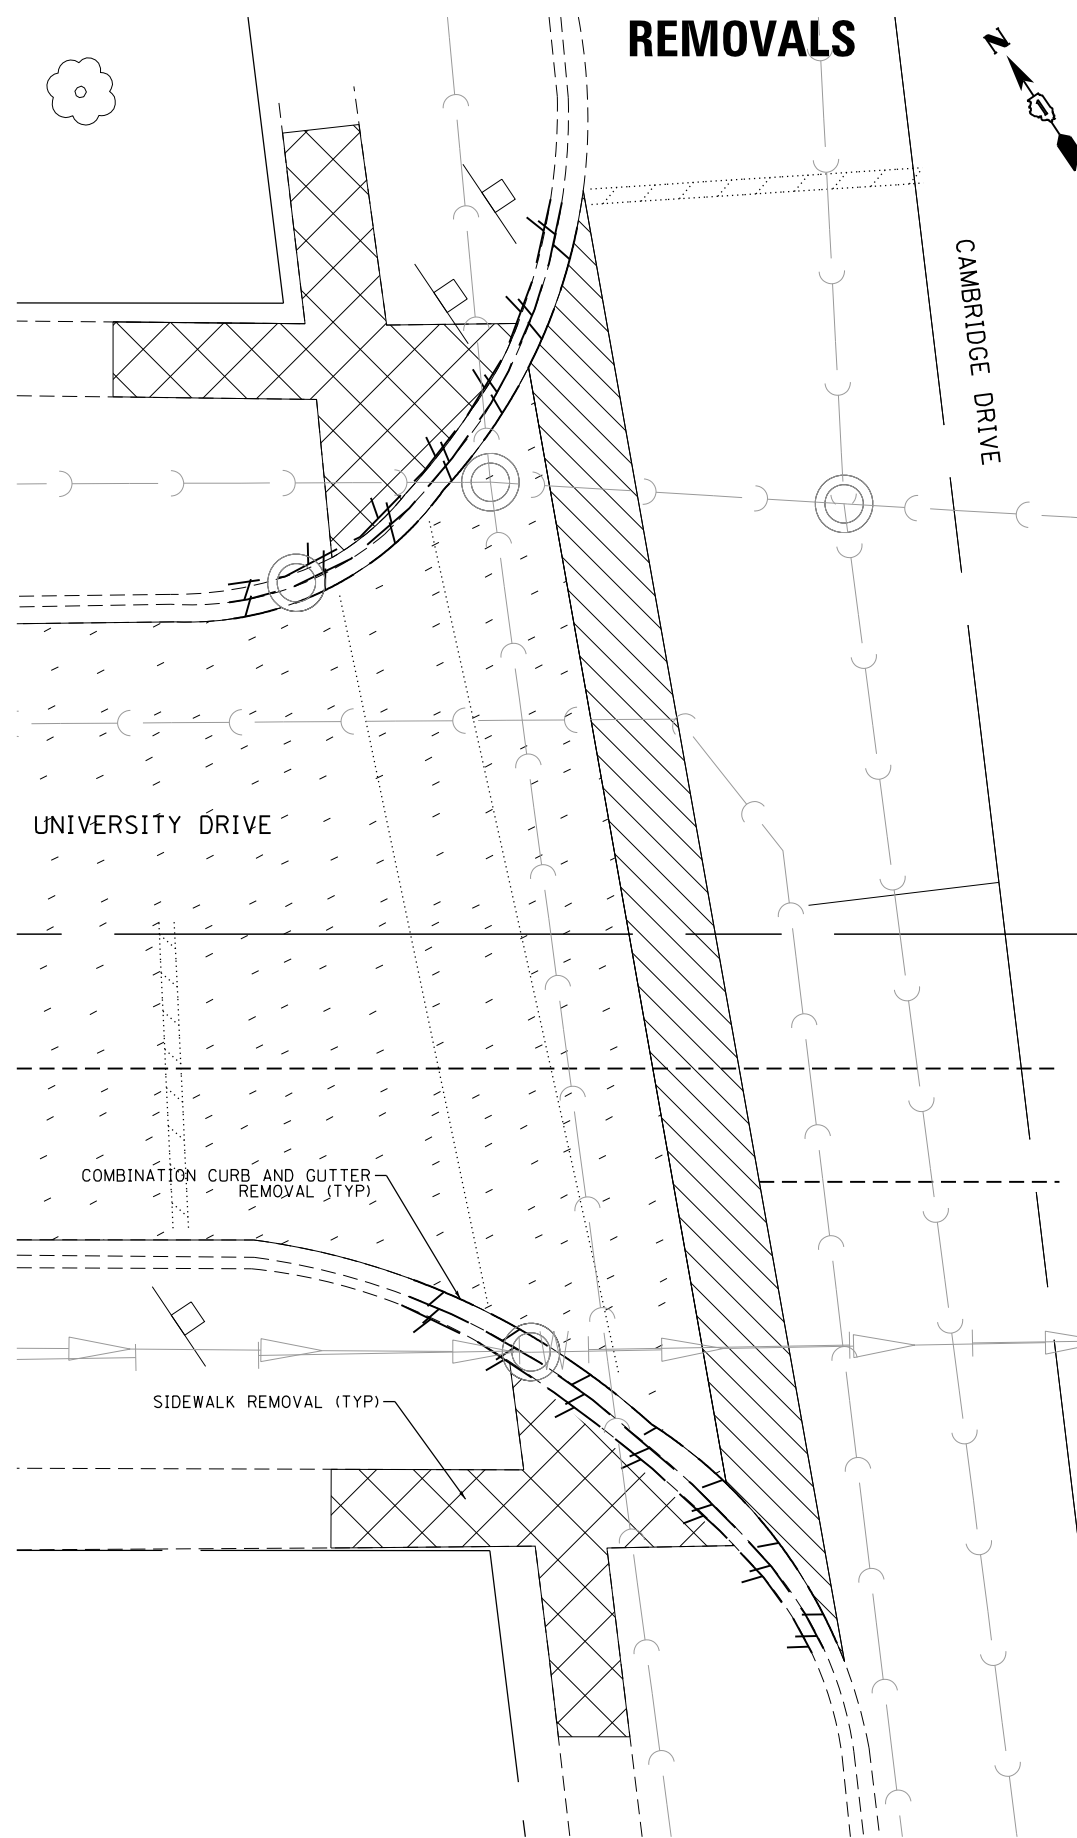 REMOVALS
N
CAMBRIDGE DRIVE
UNIVERSITY DRIVE
COMBINATION CURB AND GUTTER
REMOVAL (TYP)
SIDEWALK REMOVAL (TYP)